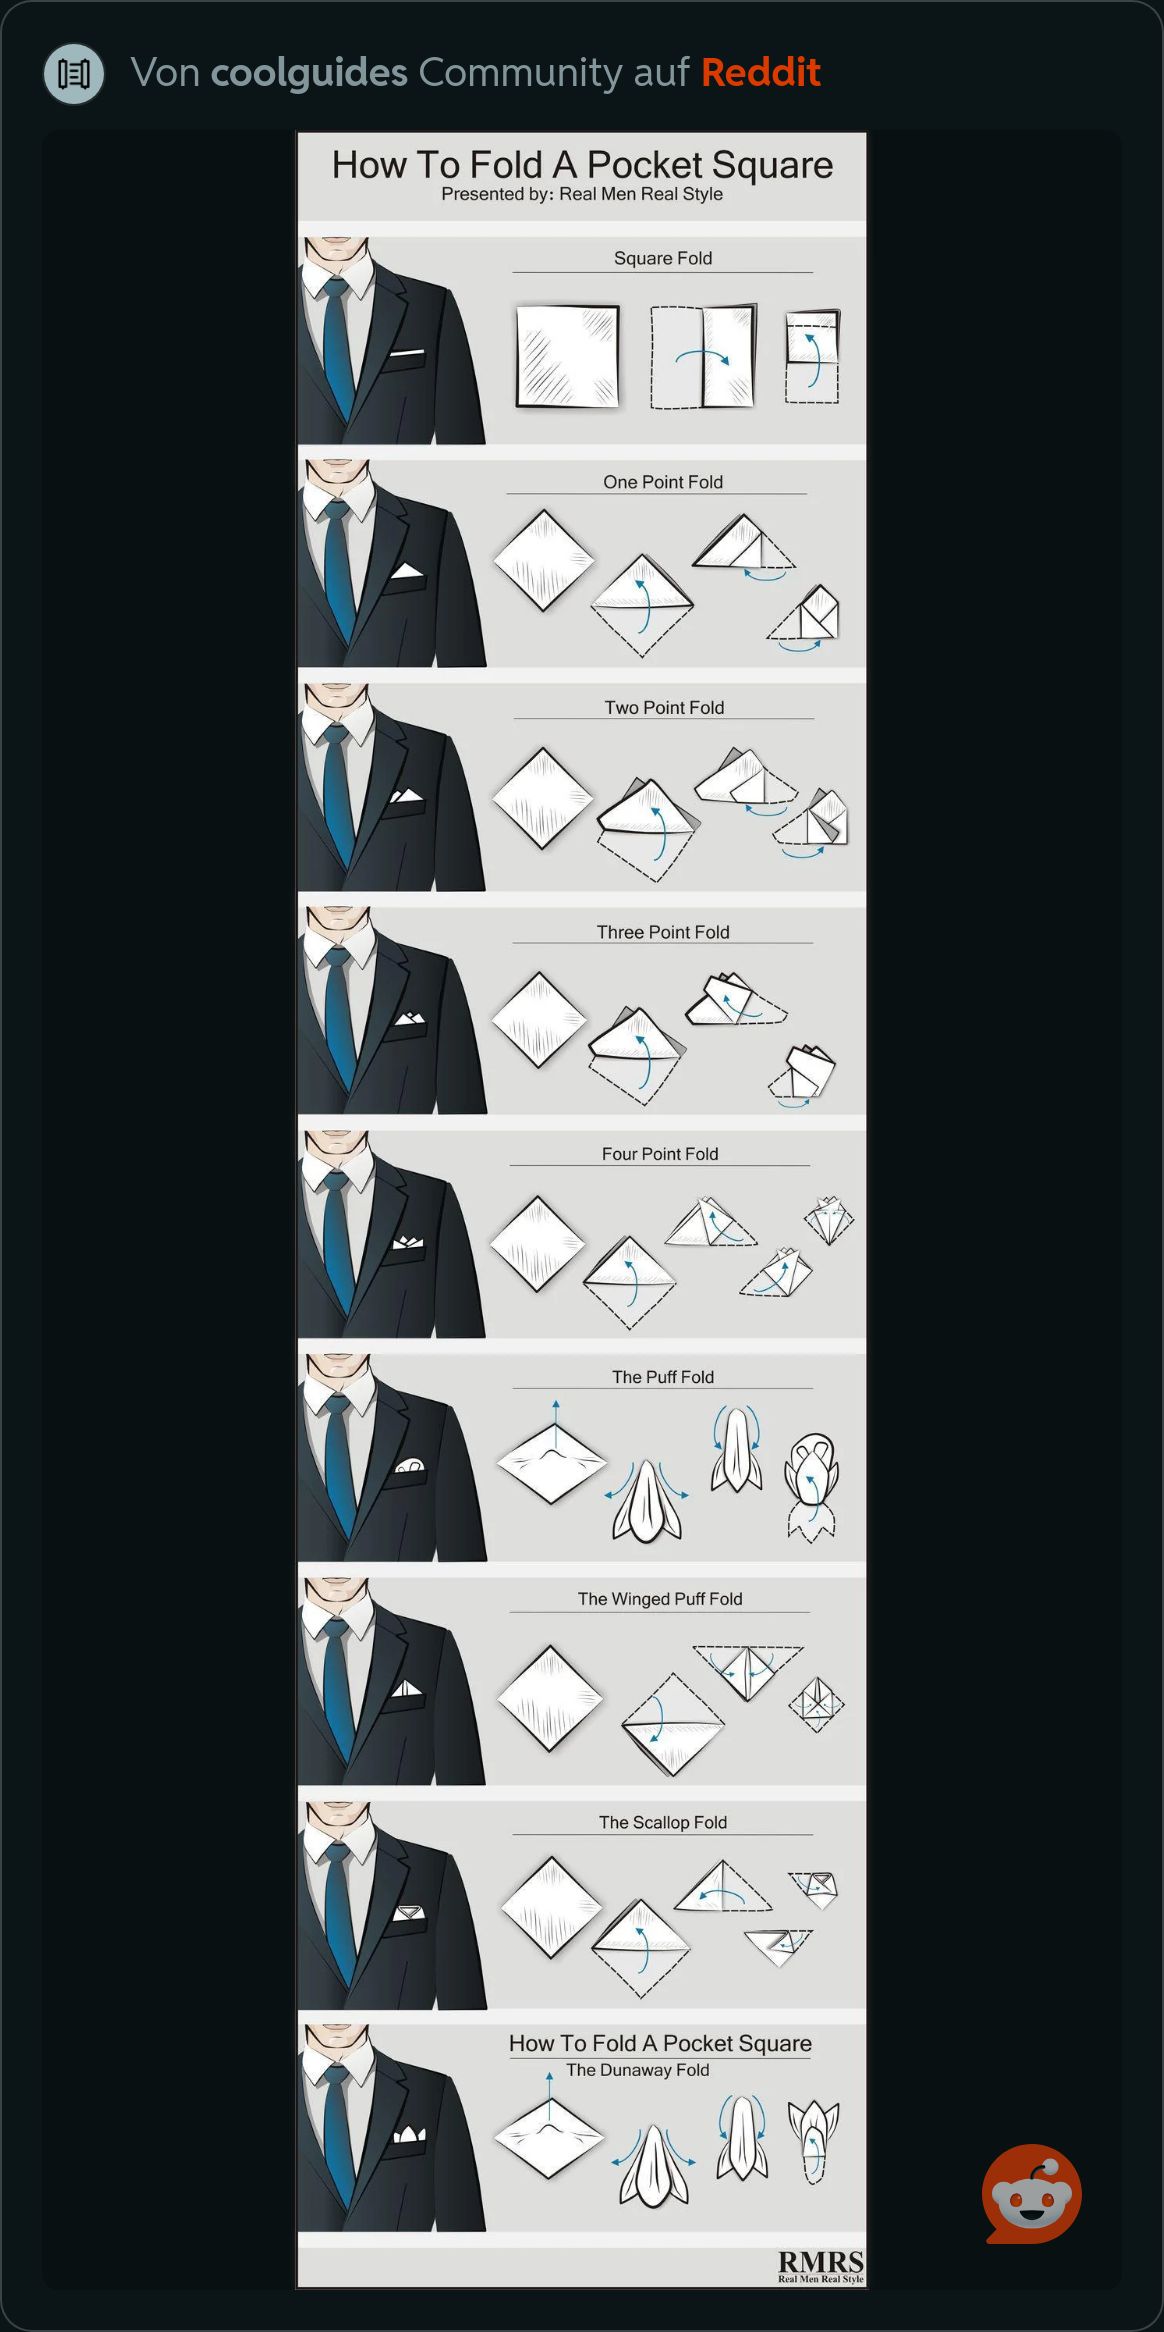 Von coolguides Community auf Reddit
How To Fold A Pocket Square
Presented by: Real Men Real Style
Square Fold
One Point Fold
Two Point Fold
Three Point Fold
Four Point Fold
The Puff Fold
The Winged Puff Fold
The Scallop Fold
How To Fold A Pocket Square
The Dunaway Fold
RMRS
Real Men Real Style